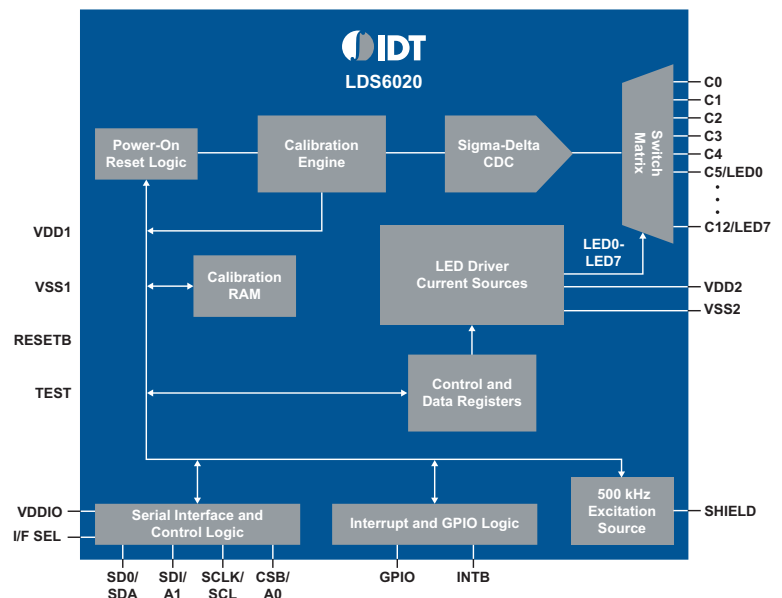 IDT
LDS6020
Power-On
Reset Logic
Calibration
Engine
Sigma-Delta
CDC
Switch
Matrix
C0
C1
C2
C3
C4
C5/LED0
C12/LED7
VDD1
VSS1
RESETB
TEST
Calibration
RAM
LED Driver
Current Sources
LED0-
LED7
VDD2
VSS2
Control and
Data Registers
VDDIO
I/F SEL
Serial Interface and
Control Logic
Interrupt and GPIO Logic
500 kHz
Excitation
Source
SHIELD
SD0/
SDA
SDI/
A1
SCLK/
SCL
CSB/
A0
GPIO
INTB